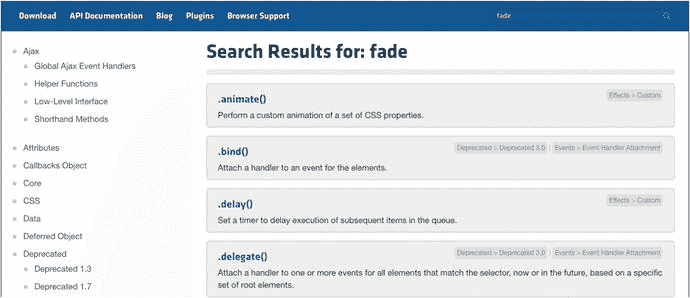 Download API Documentation Blog Plugins Browser Support fade
Ajax
Global Ajax Event Handlers
Helper Functions
Low-Level Interface
Shorthand Methods
Attributes
Callbacks Object
Core
CSS
Data
Deferred Object
Deprecated
Deprecated 1.3
Deprecated 1.7
Search Results for: fade
.animate() Effects > Custom
Perform a custom animation of a set of CSS properties.
.bind() Deprecated > Deprecated 3.0 | Events > Event Handler Attachment
Attach a handler to an event for the elements.
.delay() Effects > Custom
Set a timer to delay execution of subsequent items in the queue.
.delegate() Deprecated > Deprecated 3.0 | Events > Event Handler Attachment
Attach a handler to one or more events for all elements that match the selector, now or in the future, based on a specific
set of root elements.